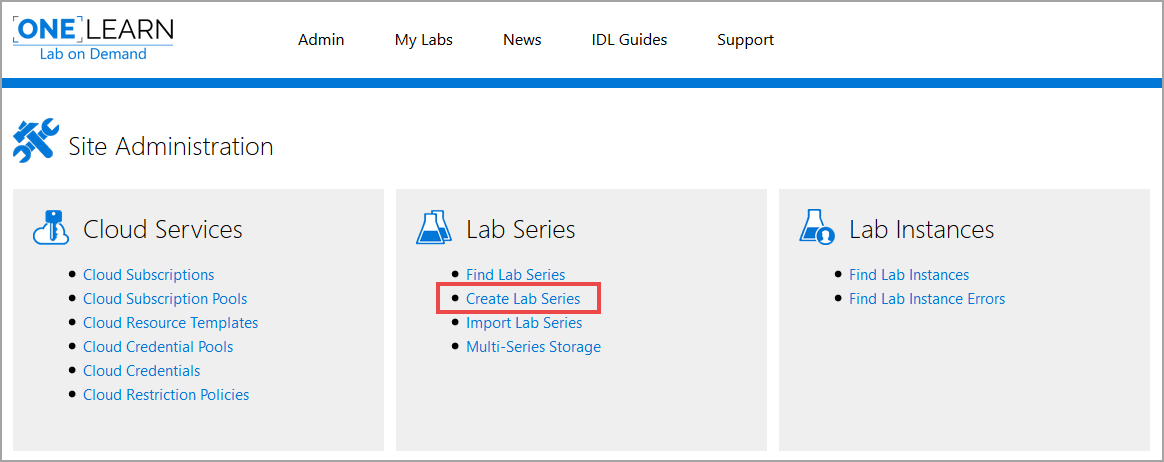 ONE LEARN
Lab on Demand
Admin My Labs News IDL Guides Support
Site Administration
Cloud Services
Cloud Subscriptions
Cloud Subscription Pools
Cloud Resource Templates
Cloud Credential Pools
Cloud Credentials
Cloud Restriction Policies
Lab Series
Find Lab Series
Create Lab Series
Import Lab Series
Multi-Series Storage
Lab Instances
Find Lab Instances
Find Lab Instance Errors